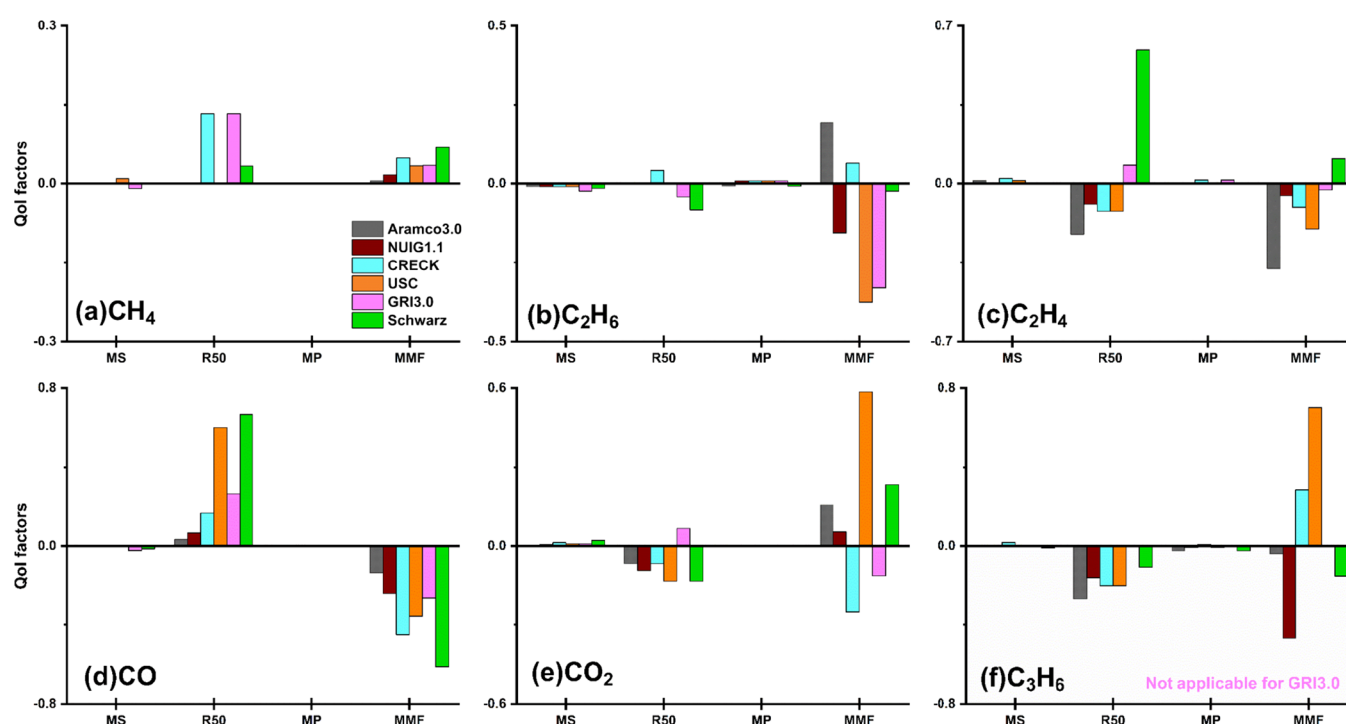 0.3
0.0
-0.3
QoI factors
Aramco3.0
NUIG1.1
CRECK
USC
GRI3.0
Schwarz
(a)CH4
MS R50 MP MMF
0.5
0.0
-0.5
(b)C2H6
MS R50 MP MMF
0.7
0.0
-0.7
(c)C2H4
MS R50 MP MMF
0.8
0.0
-0.8
QoI factors
(d)CO
MS R50 MP MMF
0.6
0.0
-0.6
(e)CO2
MS R50 MP MMF
0.8
0.0
-0.8
(f)C3H6
Not applicable for GRI3.0
MS R50 MP MMF